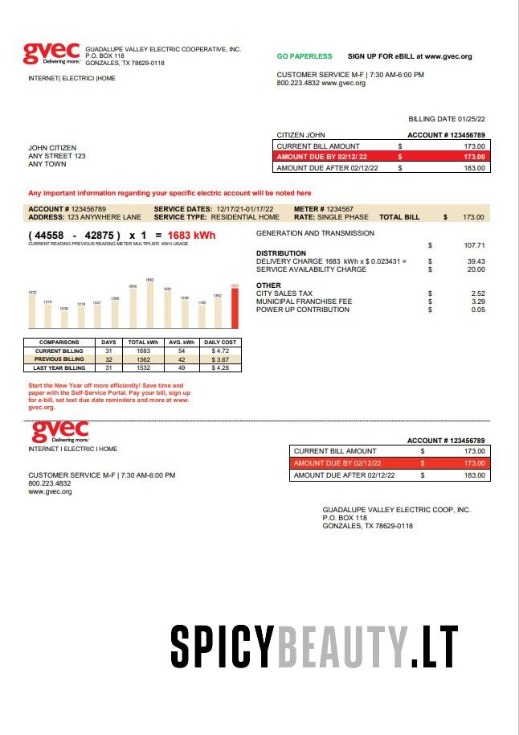 gvec
Delivering more.
GUADALUPE VALLEY ELECTRIC COOPERATIVE, INC.
P.O. BOX 118
GONZALES, TX 78629-0118
INTERNET| ELECTRICI |HOME
GO PAPERLESS SIGN UP FOR eBILL at www.gvec.org
CUSTOMER SERVICE M-F | 7:30 AM-6:00 PM
800.223.4832 www.gvec.org
BILLING DATE 01/25/22
CITIZEN JOHN ACCOUNT # 123456789
CURRENT BILL AMOUNT $ 173.00
AMOUNT DUE BY 02/12/ 22 $ 173.00
AMOUNT DUE AFTER 02/12/22 $ 183.00
JOHN CITIZEN
ANY STREET 123
ANY TOWN
Any important information regarding your specific electric account will be noted here
ACCOUNT # 123456789 SERVICE DATES: 12/17/21-01/17/22 METER # 1234567
ADDRESS: 123 ANYWHERE LANE SERVICE TYPE: RESIDENTIAL HOME RATE: SINGLE PHASE TOTAL BILL $ 173.00
( 44558 - 42875 ) x 1 = 1683 kWh
CURRENT READING PREVIOUS READING METER MULTIPLIER KWH USAGE
GENERATION AND TRANSMISSION
$ 107.71
DISTRIBUTION
DELIVERY CHARGE 1683 kWh x $ 0.023431 = $ 39.43
SERVICE AVAILABILITY CHARGE $ 20.00
OTHER
CITY SALES TAX $ 2.52
MUNICIPAL FRANCHISE FEE $ 3.29
POWER UP CONTRIBUTION $ 0.05
COMPARISONS DAYS TOTAL kWh AVG. kWh DAILY COST
CURRENT BILLING 31 1683 54 $ 4.72
PREVIOUS BILLING 32 1362 42 $ 3.67
LAST YEAR BILLING 31 1532 49 $ 4.28
Start the New Year off more efficiently! Save time and
paper with the Self-Service Portal. Pay your bill, sign up
for e-bill, set text due date reminders and more at www.
gvec.org.
gvec
Delivering more.
INTERNET I ELECTRIC I HOME
CUSTOMER SERVICE M-F | 7:30 AM-6:00 PM
800.223.4832
www.gvec.org
ACCOUNT # 123456789
CURRENT BILL AMOUNT $ 173.00
AMOUNT DUE BY 02/12/22 $ 173.00
AMOUNT DUE AFTER 02/12/22 $ 183.00
GUADALUPE VALLEY ELECTRIC COOP, INC.
P.O. BOX 118
GONZALES, TX 78629-0118
SPICYBEAUTY.LT